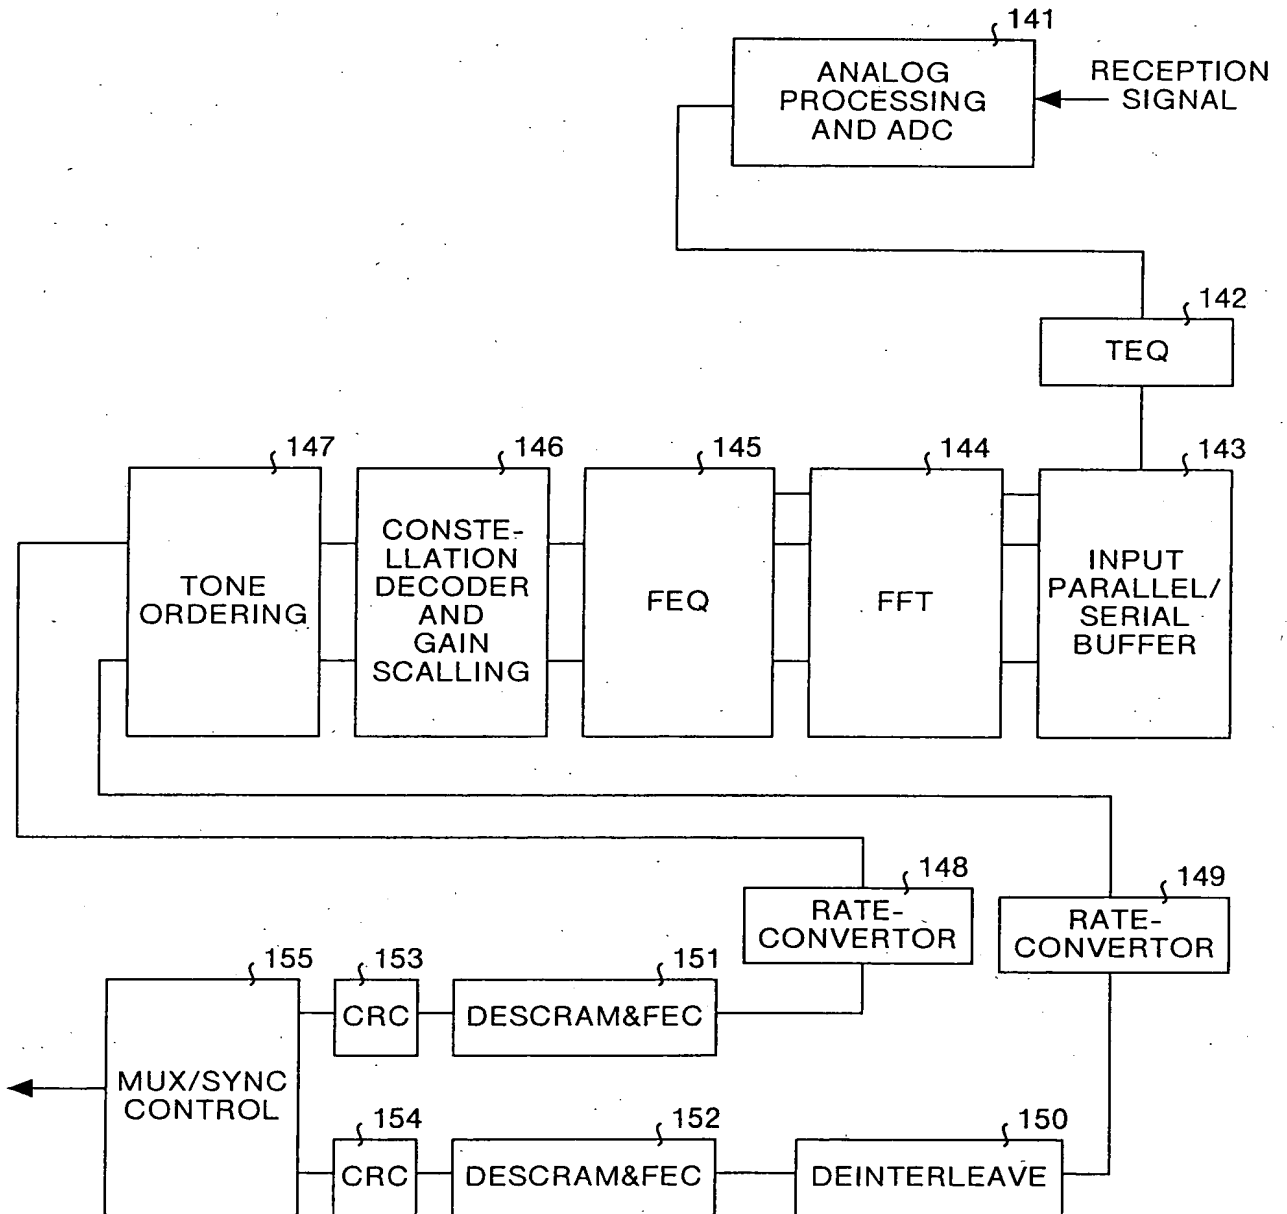 141
ANALOG
PROCESSING
AND ADC
RECEPTION
SIGNAL
142
TEQ
147
TONE
ORDERING
146
CONSTE-
LLATION
DECODER
AND
GAIN
SCALLING
145
FEQ
144
FFT
143
INPUT
PARALLEL/
SERIAL
BUFFER
148
RATE-
CONVERTOR
149
RATE-
CONVERTOR
155
MUX/SYNC
CONTROL
153
CRC
151
DESCRAM&FEC
154
CRC
152
DESCRAM&FEC
150
DEINTERLEAVE